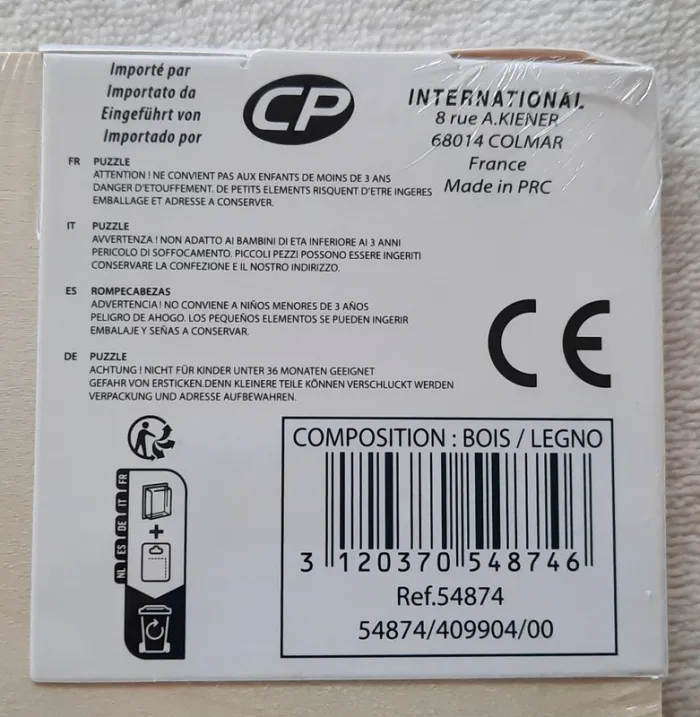 Importé par
Importato da
Eingeführt von
Importado por
CP
INTERNATIONAL
8 rue A.KIENER
68014 COLMAR
France
Made in PRC
FR PUZZLE
ATTENTION ! NE CONVIENT PAS AUX ENFANTS DE MOINS DE 3 ANS
DANGER D'ETOUFFEMENT. DE PETITS ELEMENTS RISQUENT D'ETRE INGERES
EMBALLAGE ET ADRESSE A CONSERVER.
IT PUZZLE
AVVERTENZA ! NON ADATTO AI BAMBINI DI ETA INFERIORE AI 3 ANNI
PERICOLO DI SOFFOCAMENTO. PICCOLI PEZZI POSSONO ESSERE INGERITI
CONSERVARE LA CONFEZIONE E IL NOSTRO INDIRIZZO.
ES ROMPECABEZAS
ADVERTENCIA ! NO CONVIENE A NIÑOS MENORES DE 3 AÑOS
PELIGRO DE AHOGO. LOS PEQUEÑOS ELEMENTOS SE PUEDEN INGERIR
EMBALAJE Y SEÑAS A CONSERVAR.
DE PUZZLE
ACHTUNG ! NICHT FÜR KINDER UNTER 36 MONATEN GEEIGNET
GEFAHR VON ERSTICKEN.DENN KLEINERE TEILE KÖNNEN VERSCHLUCKT WERDEN
VERPACKUNG UND ADRESSE AUFBEWAHREN.
CE
NL ES DE IT FR
+
COMPOSITION : BOIS / LEGNO
3 120370 548746
Ref.54874
54874/409904/00